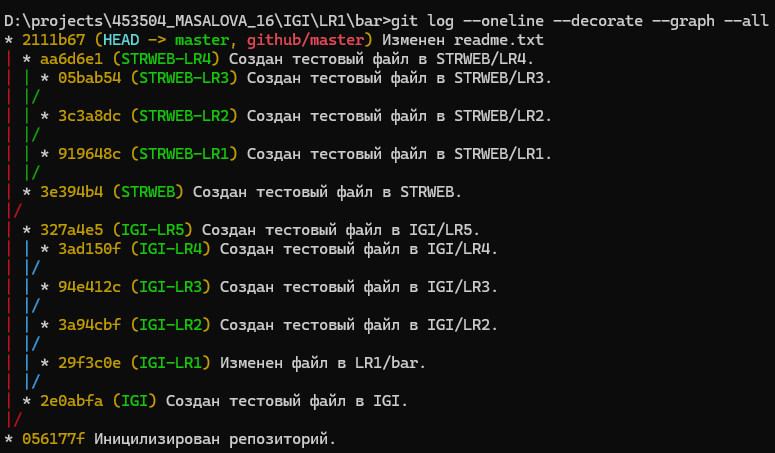 D:\projects\453504_MASALOVA_16\IGI\LR1\bar>git log --oneline --decorate --graph --all
* 2111b67 (HEAD -> master, github/master) Изменен readme.txt
| * aa6d6e1 (STRWEB-LR4) Создан тестовый файл в STRWEB/LR4.
| | * 05bab54 (STRWEB-LR3) Создан тестовый файл в STRWEB/LR3.
| |/
| | * 3c3a8dc (STRWEB-LR2) Создан тестовый файл в STRWEB/LR2.
| |/
| | * 919648c (STRWEB-LR1) Создан тестовый файл в STRWEB/LR1.
| |/
| * 3e394b4 (STRWEB) Создан тестовый файл в STRWEB.
|/
| * 327a4e5 (IGI-LR5) Создан тестовый файл в IGI/LR5.
| | * 3ad150f (IGI-LR4) Создан тестовый файл в IGI/LR4.
| |/
| | * 94e412c (IGI-LR3) Создан тестовый файл в IGI/LR3.
| |/
| | * 3a94cbf (IGI-LR2) Создан тестовый файл в IGI/LR2.
| |/
| | * 29f3c0e (IGI-LR1) Изменен файл в LR1/bar.
| |/
| * 2e0abfa (IGI) Создан тестовый файл в IGI.
|/
* 056177f Иницилизирован репозиторий.